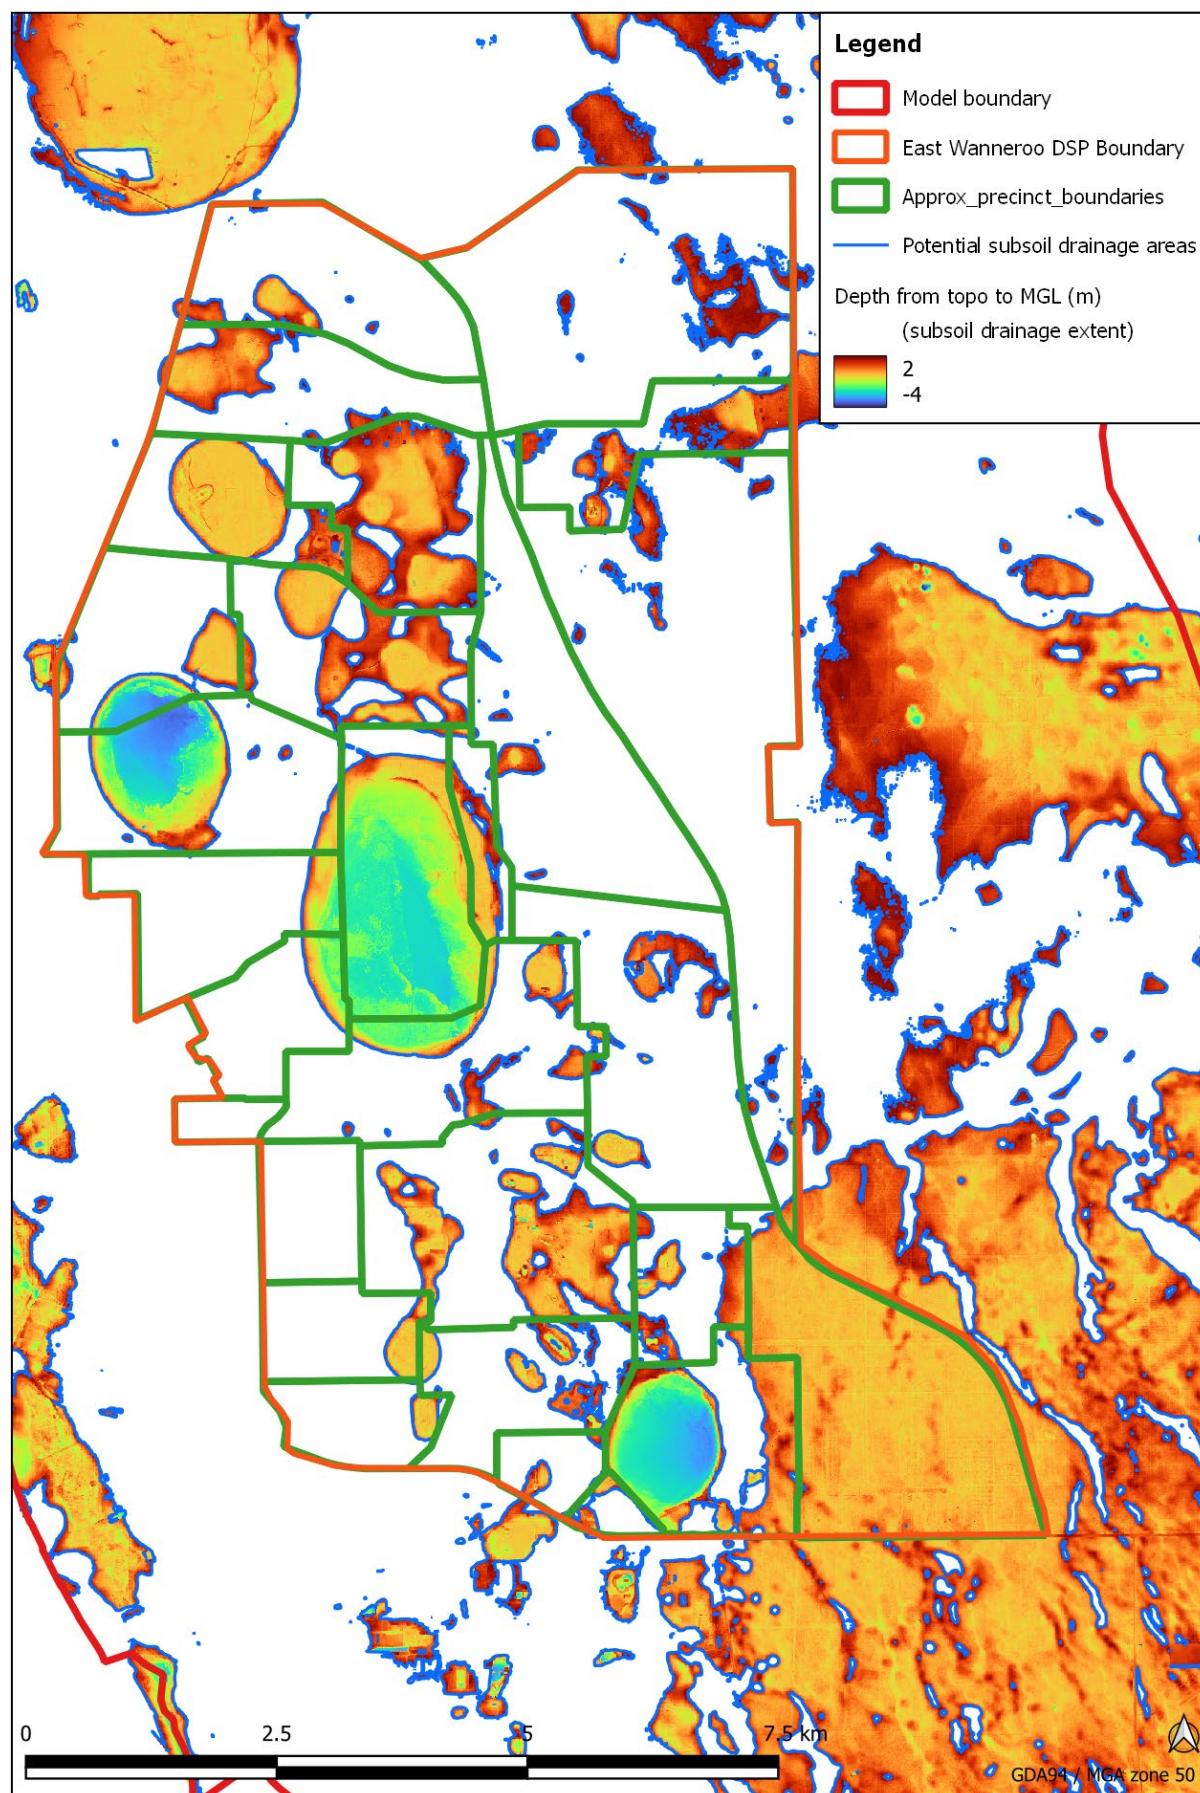 Legend
Model boundary
East Wanneroo DSP Boundary
Approx_precinct_boundaries
Potential subsoil drainage areas
Depth from topo to MGL (m)
(subsoil drainage extent)
2
-4
0 2.5 5 7.5 km
GDA94 / MGA zone 50